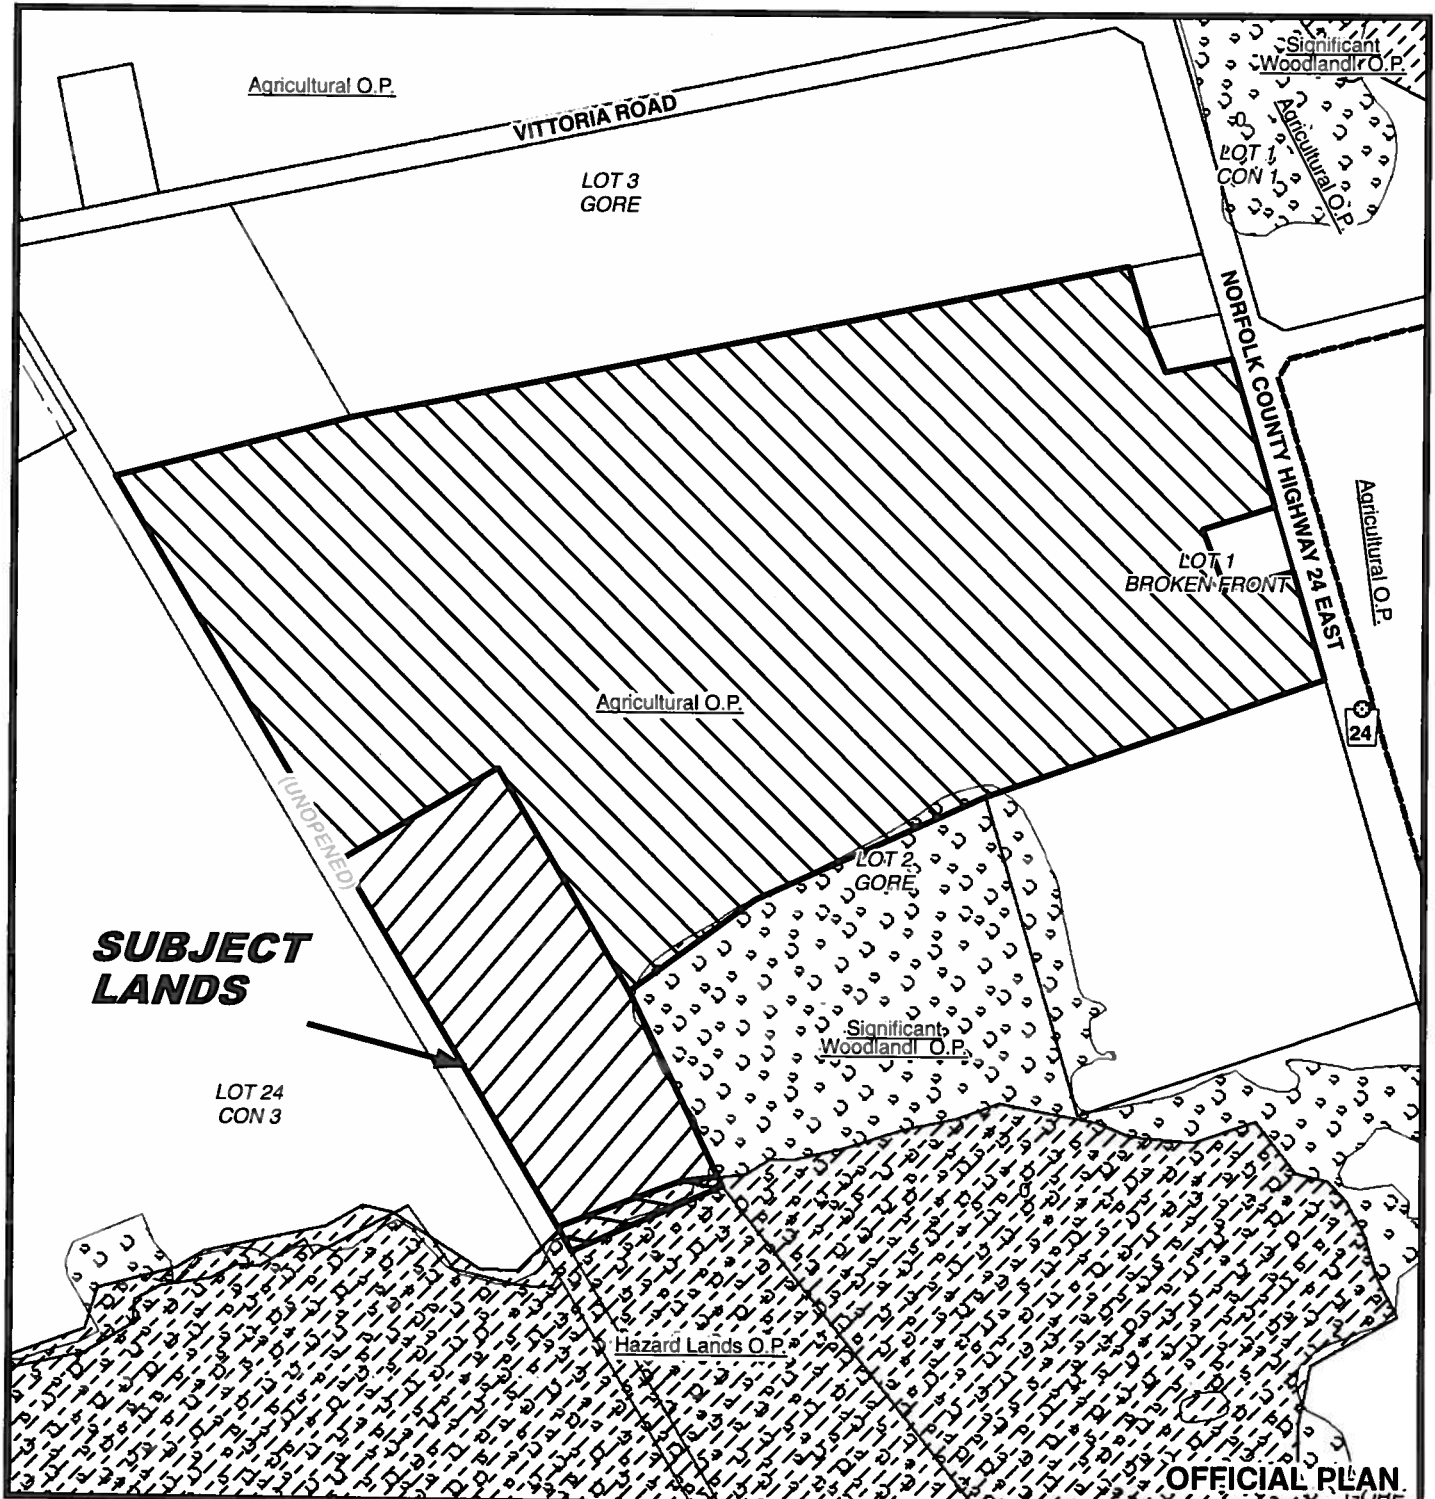 Agricultural O.P.
VITTORIA ROAD
Significant
Woodland O.P.
Agricultural O.P.
LOT 1
CON 1
LOT 3
GORE
NORFOLK COUNTY HIGHWAY 24 EAST
Agricultural O.P.
LOT 1
BROKEN FRONT
Agricultural O.P.
24
(UNOPENED)
LOT 2
GORE
SUBJECT
LANDS
Significant
Woodland O.P.
LOT 24
CON 3
Hazard Lands O.P.
OFFICIAL PLAN